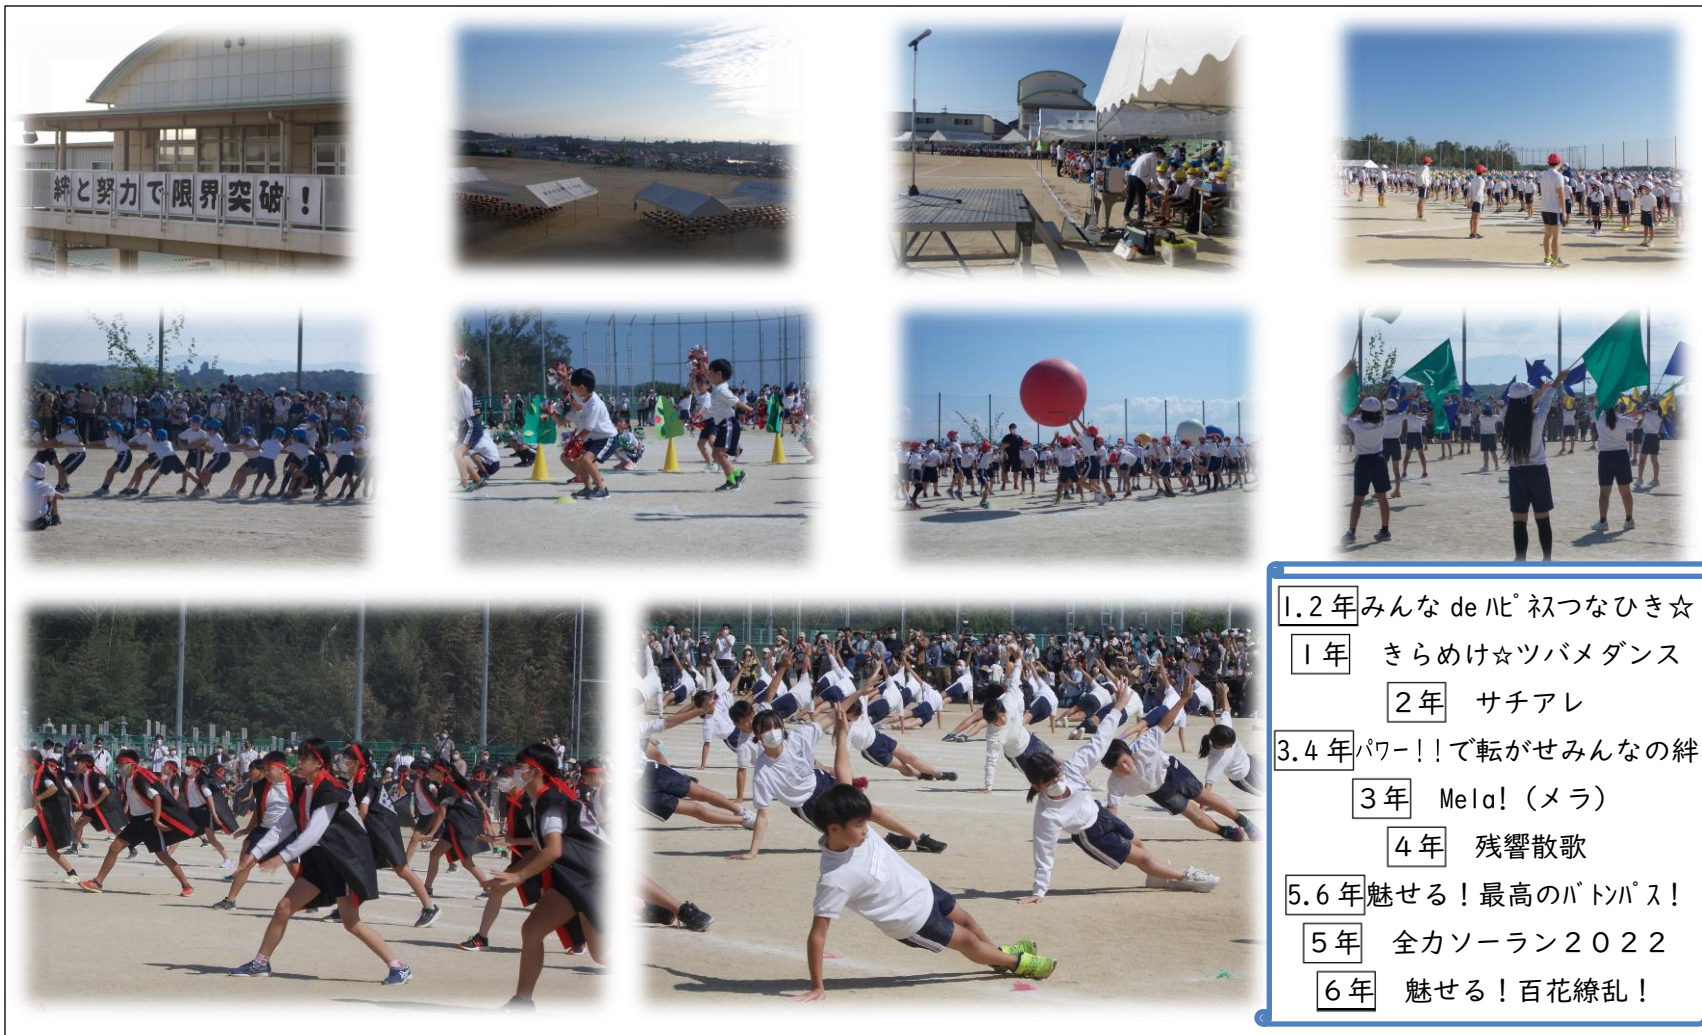 絆と努力で限界突破！
1.2年みんな de ﾊﾋﾟﾈｽつなひき☆
1年　きらめけ☆ツバメダンス
2年　サチアレ
3.4年パワー!!で転がせみんなの絆
3年　Mela!（メラ）
4年　残響散歌
5.6年魅せる！最高のﾊﾞﾄﾝﾊﾟｽ！
5年　全力ソーラン２０２２
6年　魅せる！百花繚乱！